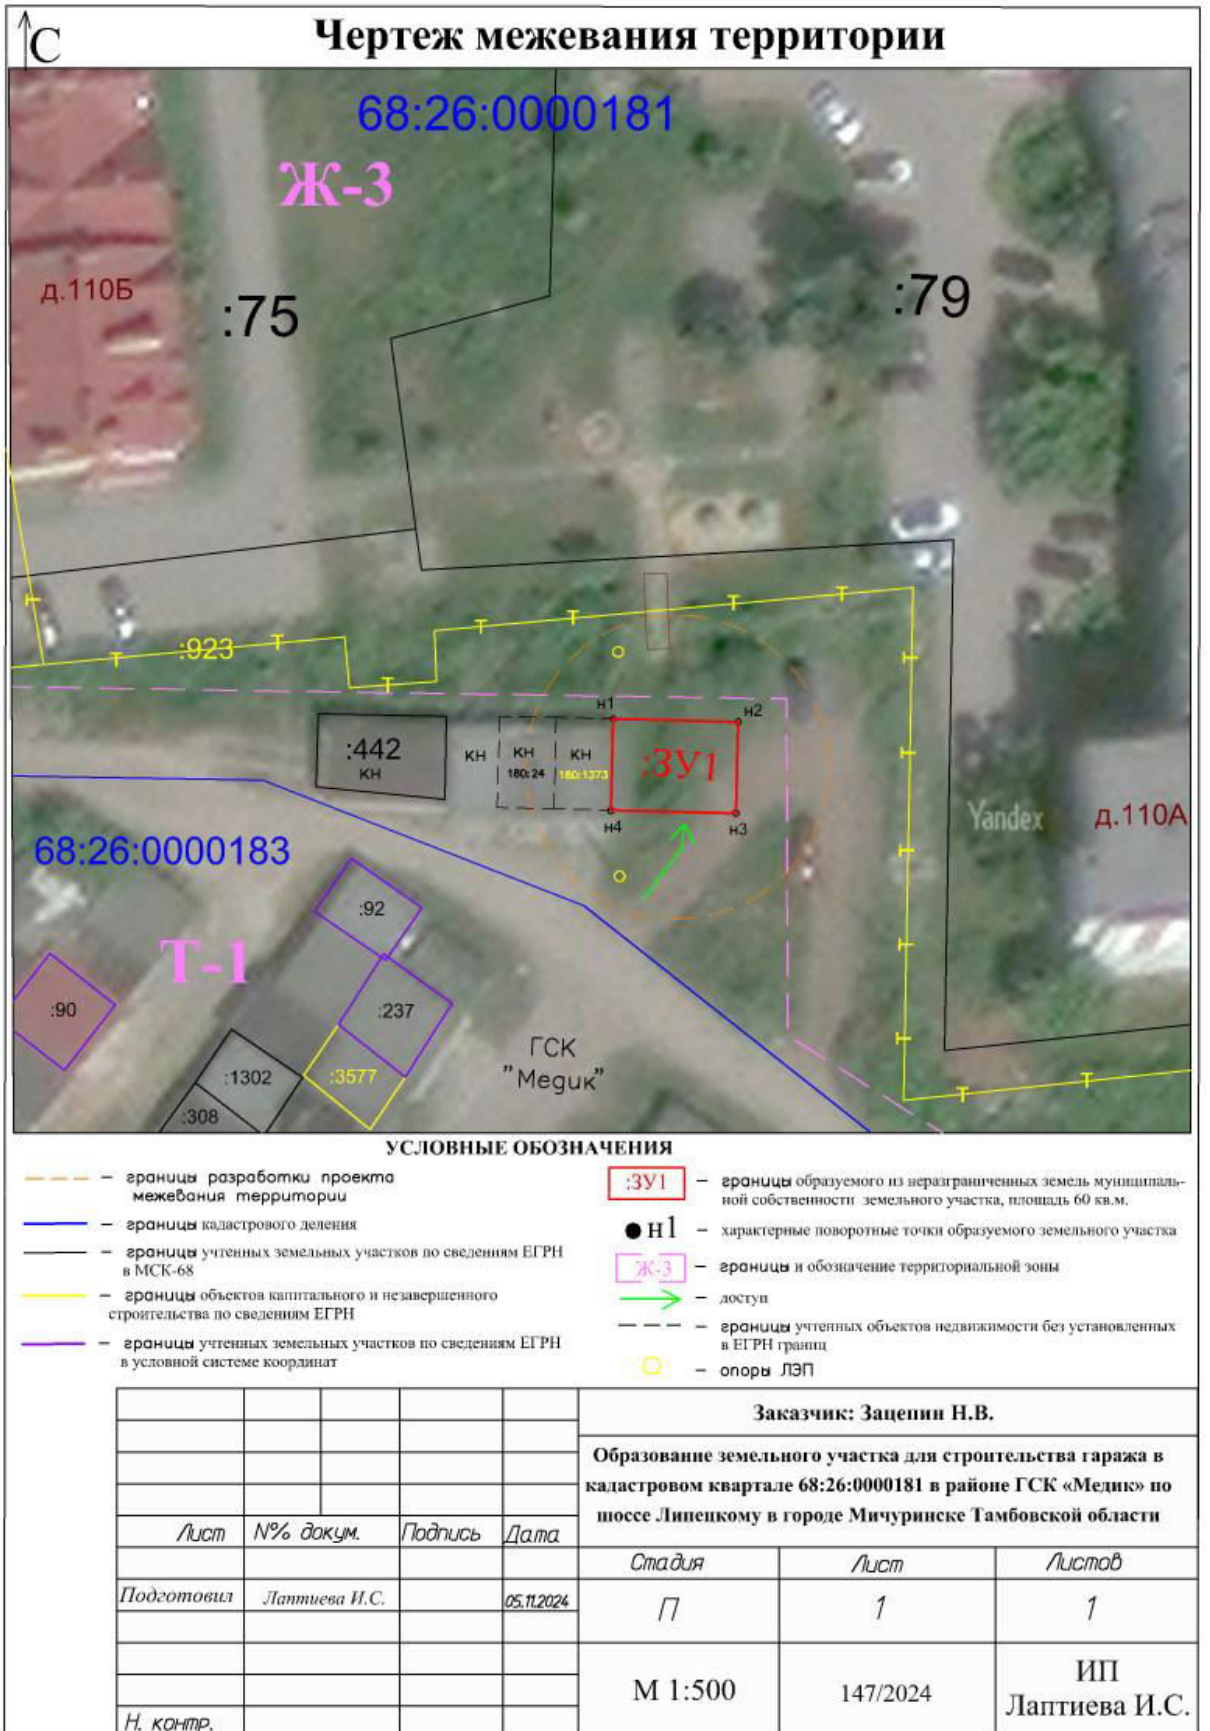 С
Чертеж межевания территории
68:26:0000181
Ж-3
д.110Б
:75
:79
:923
н1
н2
:442
кн
кн
кн
180:24
кн
180:1373
:ЗУ1
н4
н3
Yandex
д.110А
68:26:0000183
:92
Т-1
:90
:237
ГСК
"Медик"
:1302
:3577
:308
УСЛОВНЫЕ ОБОЗНАЧЕНИЯ
– границы разработки проекта
межевания территории
– границы кадастрового деления
– границы учтенных земельных участков по сведениям ЕГРН
в МСК-68
– границы объектов капитального и незавершенного
строительства по сведениям ЕГРН
– границы учтенных земельных участков по сведениям ЕГРН
в условной системе координат
:ЗУ1 – границы образуемого из неразграниченных земель муниципаль-
ной собственности земельного участка, площадь 60 кв.м.
н1 – характерные поворотные точки образуемого земельного участка
Ж-3 – границы и обозначение территориальной зоны
– доступ
– границы учтенных объектов недвижимости без установленных
в ЕГРН границ
– опоры ЛЭП
Заказчик: Зацепин Н.В.
Образование земельного участка для строительства гаража в
кадастровом квартале 68:26:0000181 в районе ГСК «Медик» по
шоссе Липецкому в городе Мичуринске Тамбовской области
Лист N% докум. Подпись Дата
Стадия Лист Листов
Подготовил Лаптиева И.С. 05.11.2024
П 1 1
М 1:500 147/2024 ИП
Лаптиева И.С.
Н. контр.